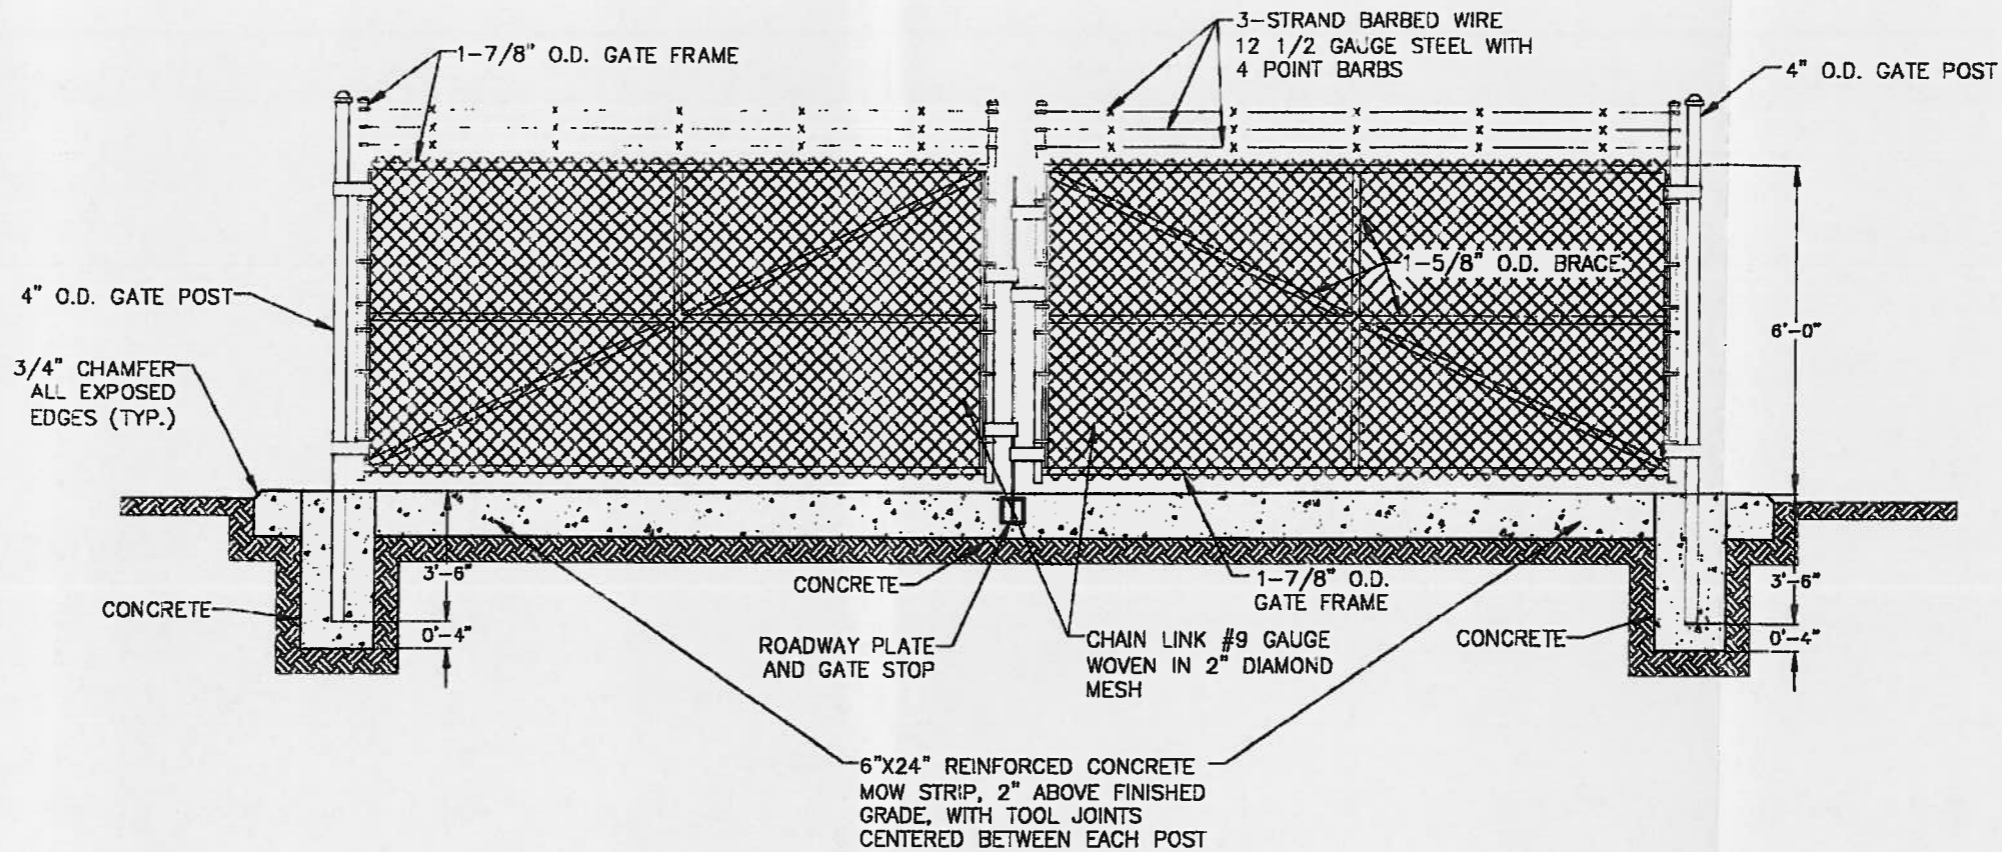 3-STRAND BARBED WIRE
12 1/2 GAUGE STEEL WITH
4 POINT BARBS
1-7/8" O.D. GATE FRAME
4" O.D. GATE POST
1-5/8" O.D. BRACE
4" O.D. GATE POST
6'-0"
3/4" CHAMFER
ALL EXPOSED
EDGES (TYP.)
3'-6"
CONCRETE
0'-4"
CONCRETE
ROADWAY PLATE
AND GATE STOP
1-7/8" O.D.
GATE FRAME
CHAIN LINK #9 GAUGE
WOVEN IN 2" DIAMOND
MESH
CONCRETE
3'-6"
0'-4"
6"X24" REINFORCED CONCRETE
MOW STRIP, 2" ABOVE FINISHED
GRADE, WITH TOOL JOINTS
CENTERED BETWEEN EACH POST